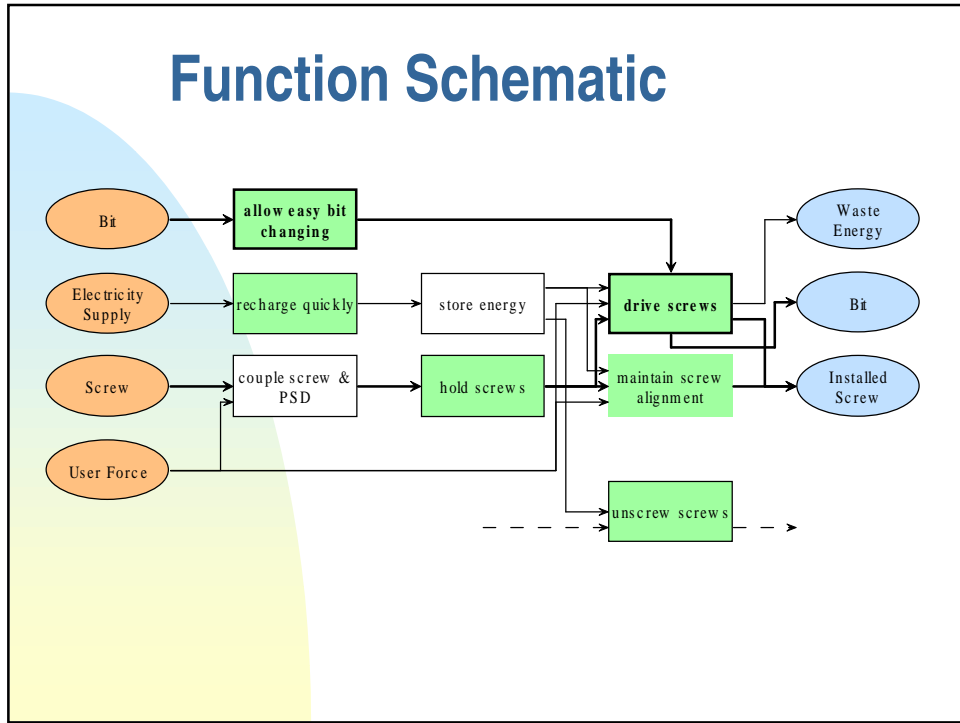 Function Schematic
Bit
allow easy bit
changing
Waste
Energy
Electricity
Supply
recharge quickly
store energy
drive screws
Bit
Screw
couple screw &
PSD
hold screws
maintain screw
alignment
Installed
Screw
User Force
unscrew screws